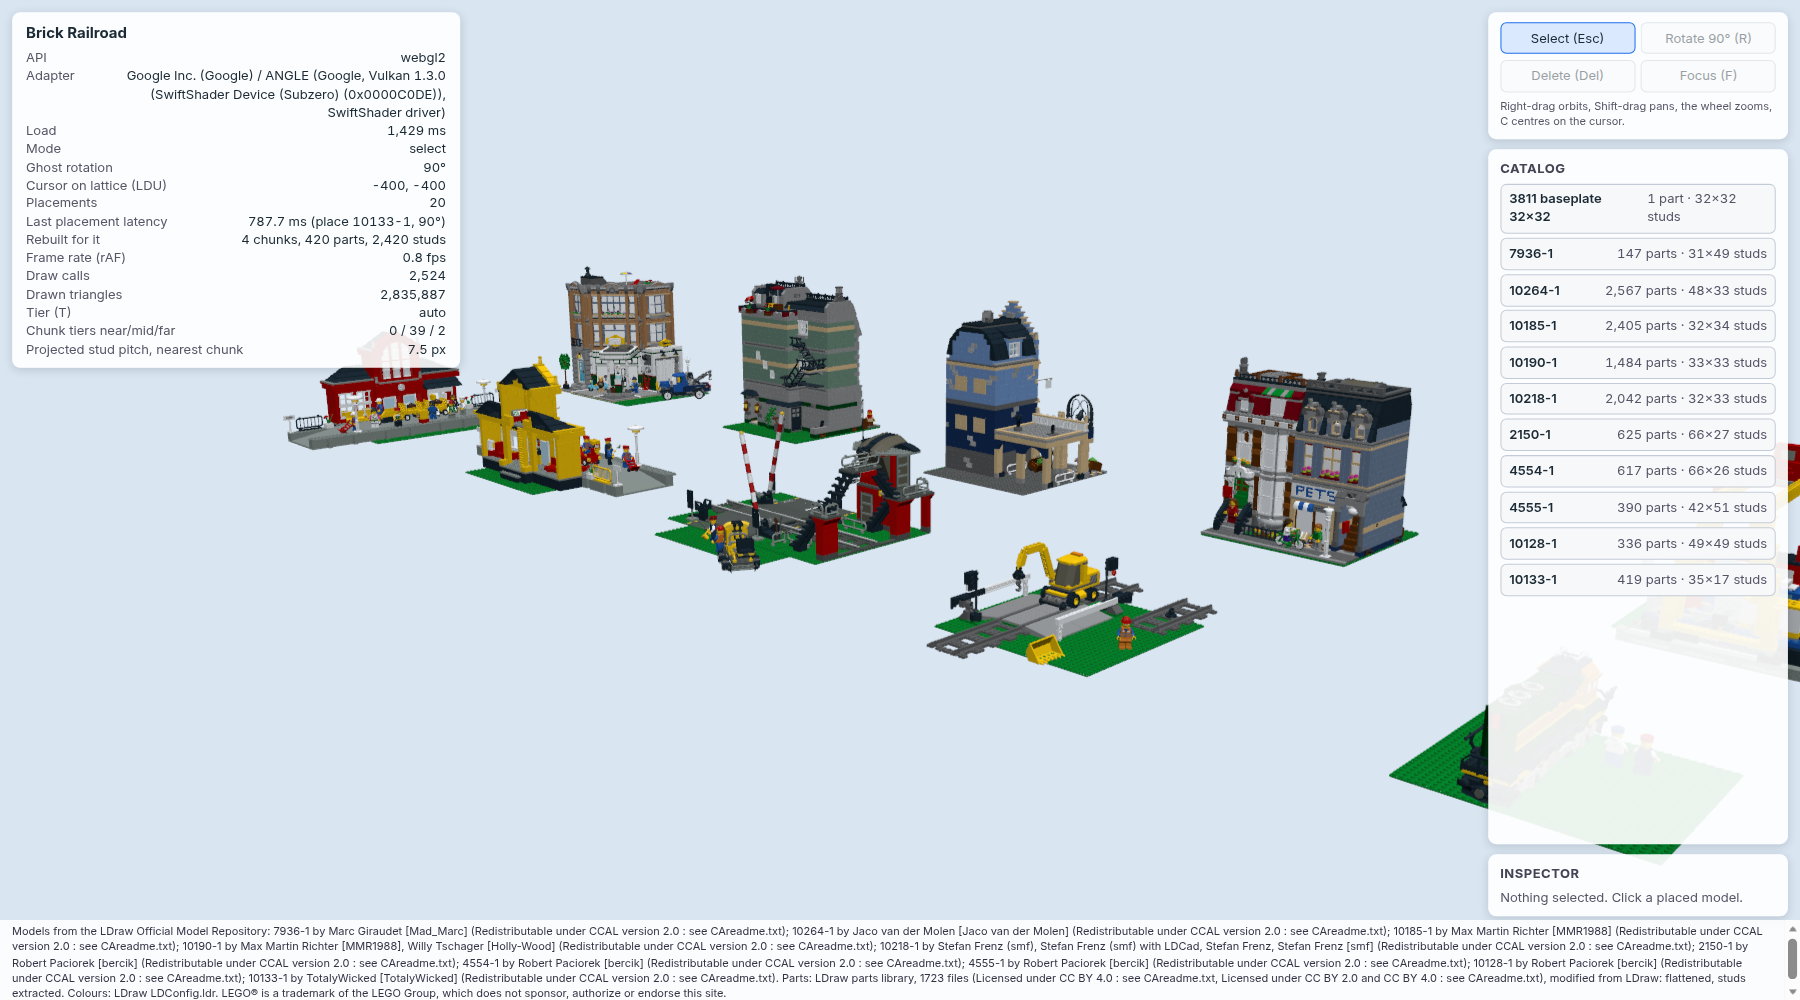 Brick Railroad
API webgl2
Adapter Google Inc. (Google) / ANGLE (Google, Vulkan 1.3.0
(SwiftShader Device (Subzero) (0x0000C0DE)),
SwiftShader driver)
Load 1,429 ms
Mode select
Ghost rotation 90°
Cursor on lattice (LDU) -400, -400
Placements 20
Last placement latency 787.7 ms (place 10133-1, 90°)
Rebuilt for it 4 chunks, 420 parts, 2,420 studs
Frame rate (rAF) 0.8 fps
Draw calls 2,524
Drawn triangles 2,835,887
Tier (T) auto
Chunk tiers near/mid/far 0 / 39 / 2
Projected stud pitch, nearest chunk 7.5 px
PETS
Select (Esc) Rotate 90° (R)
Delete (Del) Focus (F)
Right-drag orbits, Shift-drag pans, the wheel zooms,
C centres on the cursor.
CATALOG
3811 baseplate 32×32 1 part · 32×32 studs
7936-1 147 parts · 31×49 studs
10264-1 2,567 parts · 48×33 studs
10185-1 2,405 parts · 32×34 studs
10190-1 1,484 parts · 33×33 studs
10218-1 2,042 parts · 32×33 studs
2150-1 625 parts · 66×27 studs
4554-1 617 parts · 66×26 studs
4555-1 390 parts · 42×51 studs
10128-1 336 parts · 49×49 studs
10133-1 419 parts · 35×17 studs
INSPECTOR
Nothing selected. Click a placed model.
Models from the LDraw Official Model Repository: 7936-1 by Marc Giraudet [Mad_Marc] (Redistributable under CCAL version 2.0 : see CAreadme.txt); 10264-1 by Jaco van der Molen [Jaco van der Molen] (Redistributable under CCAL version 2.0 : see CAreadme.txt); 10185-1 by Max Martin Richter [MMR1988] (Redistributable under CCAL
version 2.0 : see CAreadme.txt); 10190-1 by Max Martin Richter [MMR1988], Willy Tschager [Holly-Wood] (Redistributable under CCAL version 2.0 : see CAreadme.txt); 10218-1 by Stefan Frenz (smf), Stefan Frenz (smf) with LDCad, Stefan Frenz, Stefan Frenz [smf] (Redistributable under CCAL version 2.0 : see CAreadme.txt); 2150-1 by
Robert Paciorek [bercik] (Redistributable under CCAL version 2.0 : see CAreadme.txt); 4554-1 by Robert Paciorek [bercik] (Redistributable under CCAL version 2.0 : see CAreadme.txt); 4555-1 by Robert Paciorek [bercik] (Redistributable under CCAL version 2.0 : see CAreadme.txt); 10128-1 by Robert Paciorek [bercik] (Redistributable
under CCAL version 2.0 : see CAreadme.txt); 10133-1 by TotalyWicked [TotalyWicked] (Redistributable under CCAL version 2.0 : see CAreadme.txt). Parts: LDraw parts library, 1723 files (Licensed under CC BY 4.0 : see CAreadme.txt, Licensed under CC BY 2.0 and CC BY 4.0 : see CAreadme.txt), modified from LDraw: flattened, studs
extracted. Colours: LDraw LDConfig.ldr. LEGO® is a trademark of the LEGO Group, which does not sponsor, authorize or endorse this site.